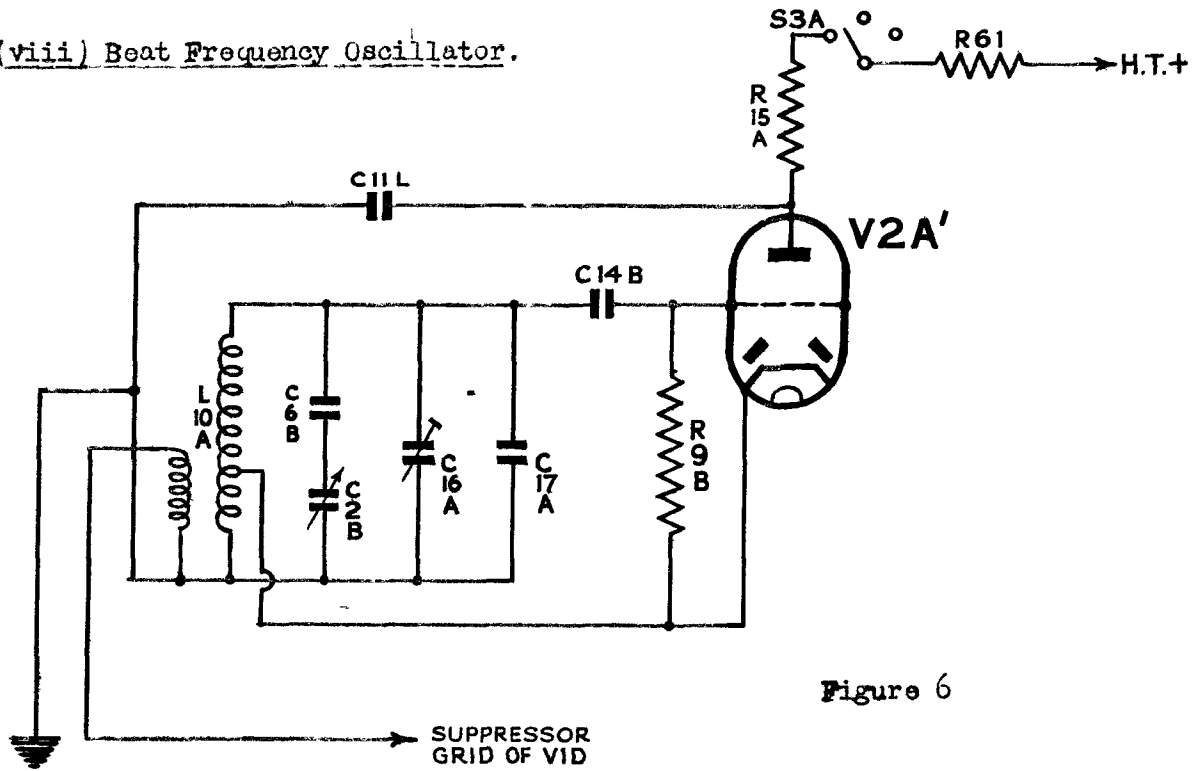 (viii) Beat Frequency Oscillator.
S3A
R61
H.T.+
R
15
A
C11L
V2A'
C14B
L
10
A
C
6
B
C
2
B
C
16
A
C
17
A
R
9
B
Figure 6
SUPPRESSOR
GRID OF V1D